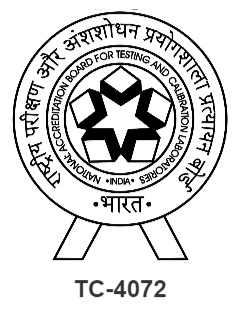 राष्ट्रीय परीक्षण और अंशशोधन प्रयोगशाला प्रत्यायन बोर्ड
NATIONAL ACCREDITATION BOARD FOR TESTING AND CALIBRATION LABORATORIES
• INDIA •
• भारत •
TC-4072